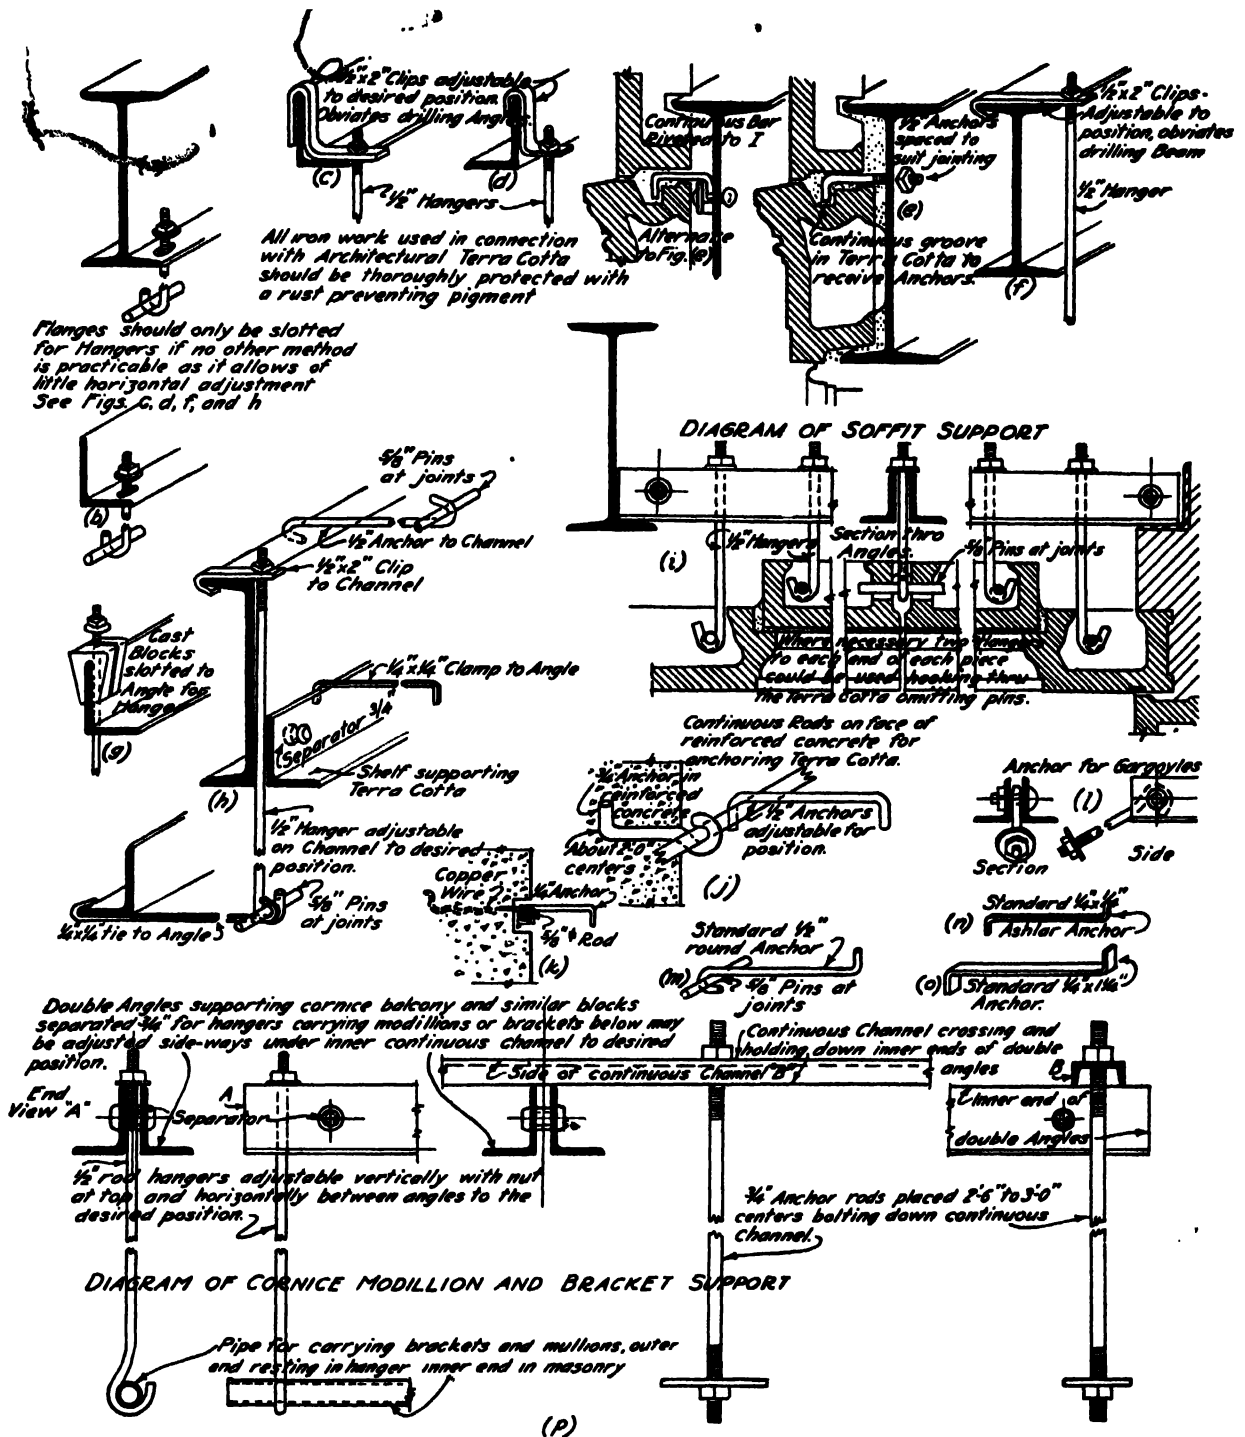 ½"x2" Clips adjustable
to desired position.
Obviates drilling Angles.
(c)
(d)
½" Hangers
All iron work used in connection
with Architectural Terra Cotta
should be thoroughly protected with
a rust preventing pigment
Continuous Bar
Riveted to I
Alternate
to Fig. (e)
½" Anchors
spaced to
suit jointing
(e)
Continuous groove
in Terra Cotta to
receive Anchors.
½"x2" Clips-
Adjustable to
position, obviates
drilling Beam
½" Hanger
(f)
Flanges should only be slotted
for Hangers if no other method
is practicable as it allows of
little horizontal adjustment
See Figs. c, d, f, and h
(b)
5/8" Pins
at joints
½" Anchor to Channel
½"x2" Clip
to Channel
Cast
Blocks
slotted to
Angle for
Hanger
(g)
¼"x¼" Clamp to Angle
Separator ¾"
Shelf supporting
Terra Cotta
(h)
½" Hanger adjustable
on Channel to desired
position.
5/8" Pins
at joints
¼"x¼" tie to Angle
DIAGRAM OF SOFFIT SUPPORT
(i)
½" Hangers
Section thro
Angles.
5/8 Pins at joints
Where necessary two Hangers
to each end of each piece
could be used hooking thru
the Terra Cotta omitting pins.
Continuous Rods on face of
reinforced concrete for
anchoring Terra Cotta.
¾ Anchor in
reinforced
concrete
About 2'-0"
centers
½" Anchors
adjustable for
position.
(j)
Copper
Wire
¼" Anchor
5/8"ϕ Rod
(k)
Anchor for Gargoyles
(l)
Section
Side
Standard ½"
round Anchor
(m)
5/8" Pins at
joints
Standard ¼"x¼"
(n)
Ashlar Anchor
(o)
Standard ¼"x1¼"
Anchor.
Double Angles supporting cornice balcony and similar blocks
separated ¾" for hangers carrying modillions or brackets below may
be adjusted side-ways under inner continuous channel to desired
position.
Continuous Channel crossing and
holding down inner ends of double
angles
Side of continuous Channel "B"
End
View "A"
A
Separator
B
Inner end of
double Angles
½" rod hangers adjustable vertically with nut
at top and horizontally between angles to the
desired position.
¾" Anchor rods placed 2'-6" to 3'-0"
centers bolting down continuous
channel.
DIAGRAM OF CORNICE MODILLION AND BRACKET SUPPORT
Pipe for carrying brackets and mullions, outer
end resting in hanger inner end in masonry
(p)